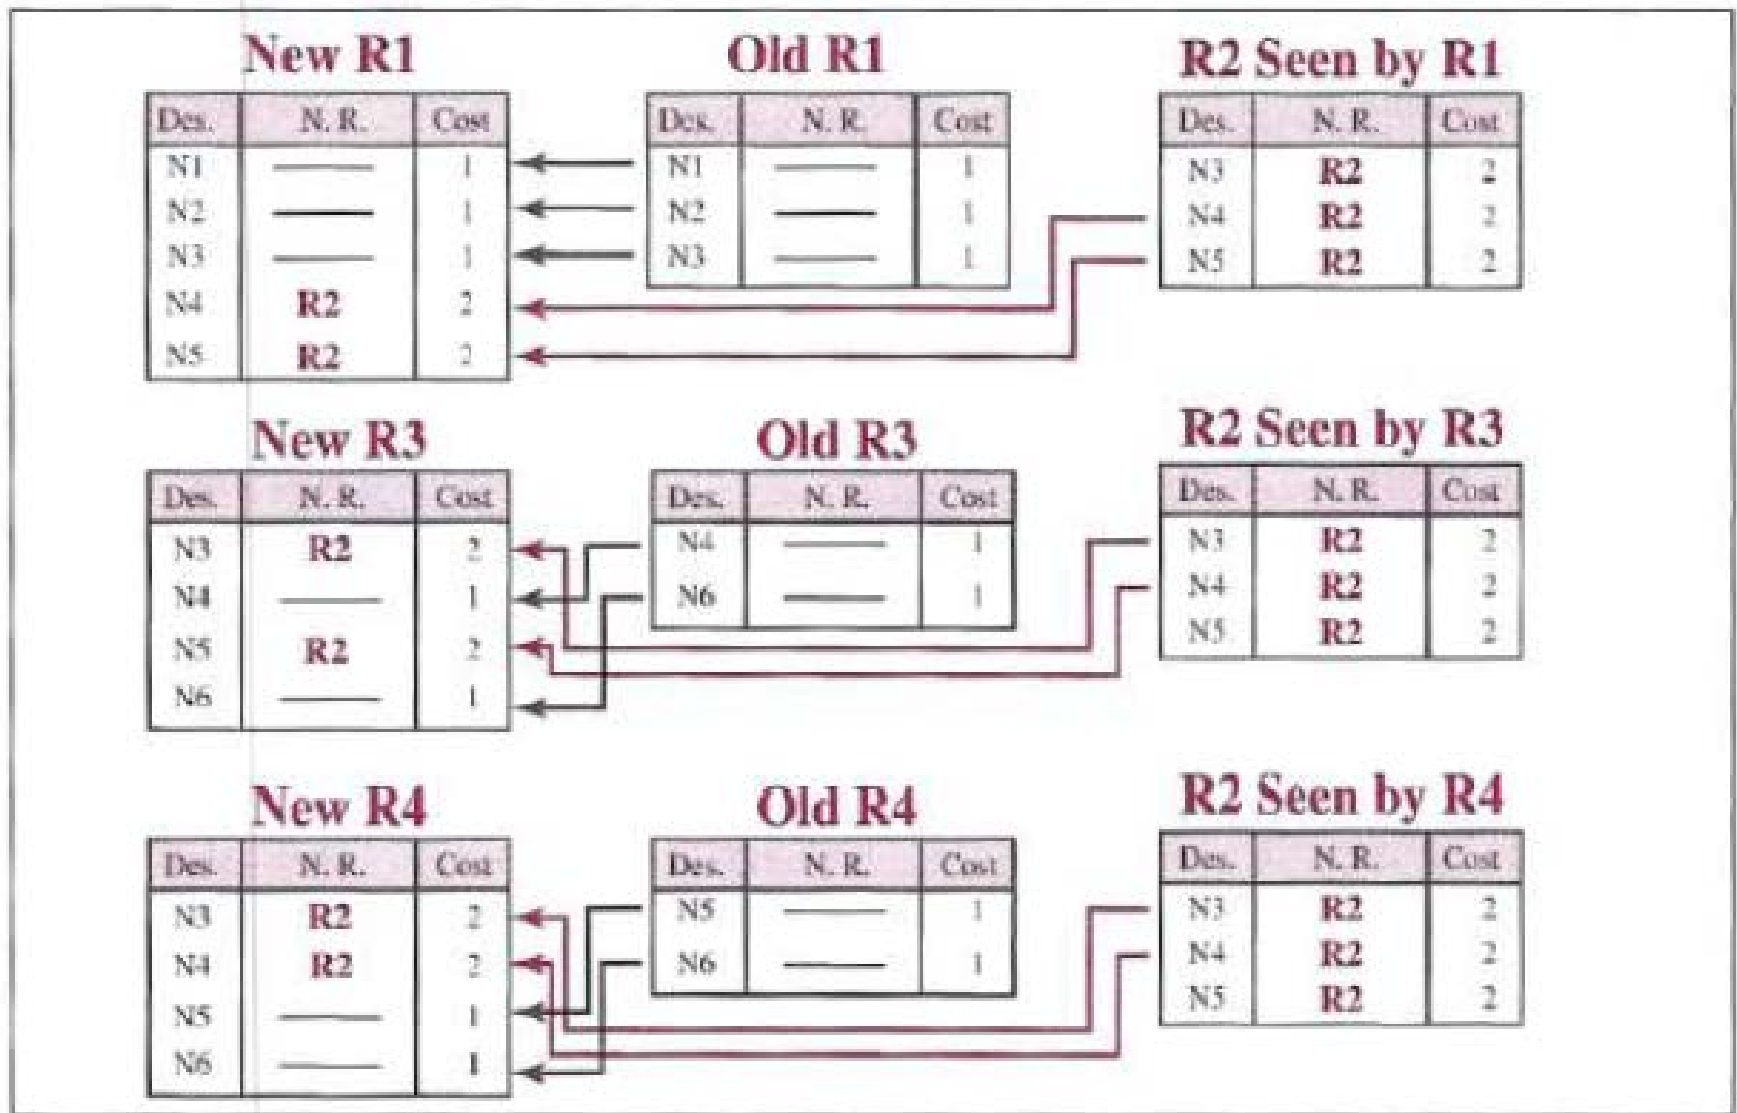 New R1 Old R1 R2 Seen by R1
Des. N. R. Cost Des. N. R. Cost Des. N. R. Cost
N1 —— 1 N1 —— 1 N3 R2 2
N2 —— 1 N2 —— 1 N4 R2 2
N3 —— 1 N3 —— 1 N5 R2 2
N4 R2 2
N5 R2 2
New R3 Old R3 R2 Seen by R3
Des. N. R. Cost Des. N. R. Cost Des. N. R. Cost
N3 R2 2 N4 —— 1 N3 R2 2
N4 —— 1 N6 —— 1 N4 R2 2
N5 R2 2 N5 R2 2
N6 —— 1
New R4 Old R4 R2 Seen by R4
Des. N. R. Cost Des. N. R. Cost Des. N. R. Cost
N3 R2 2 N5 —— 1 N3 R2 2
N4 R2 2 N6 —— 1 N4 R2 2
N5 —— 1 N5 R2 2
N6 —— 1